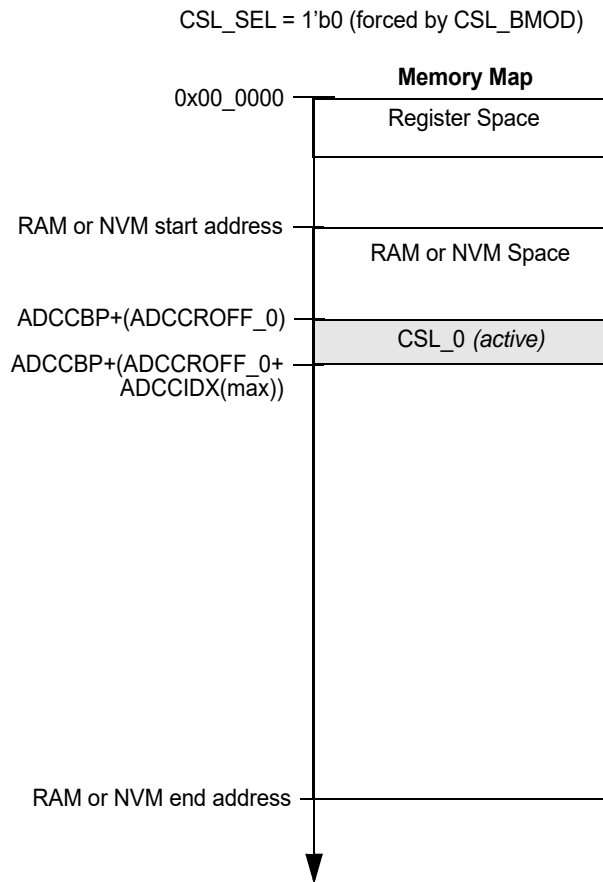 CSL_SEL = 1'b0 (forced by CSL_BMOD)
Memory Map
0x00_0000
Register Space
RAM or NVM start address
RAM or NVM Space
ADCCBP+(ADCCROFF_0)
CSL_0 (active)
ADCCBP+(ADCCROFF_0+
ADCCIDX(max))
RAM or NVM end address